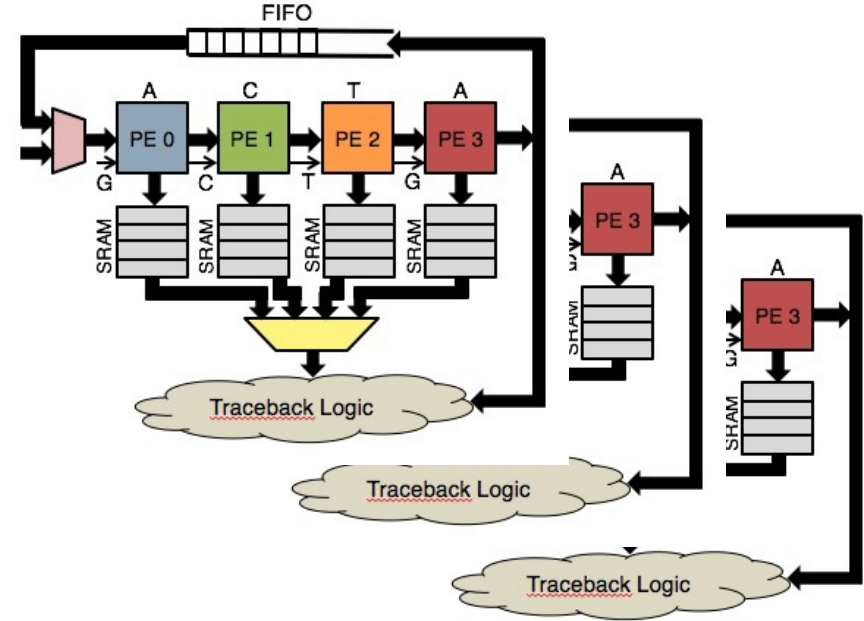 FIFO
A C T A
PE 0 PE 1 PE 2 PE 3
G C T G
SRAM SRAM SRAM SRAM
Traceback Logic
A
PE 3
SRAM
Traceback Logic
A
PE 3
SRAM
Traceback Logic